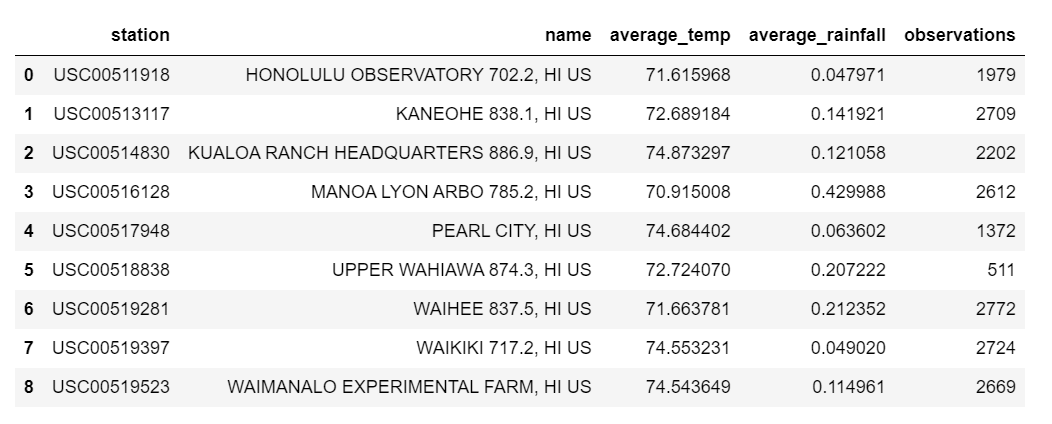 station name average_temp average_rainfall observations
0 USC00511918 HONOLULU OBSERVATORY 702.2, HI US 71.615968 0.047971 1979
1 USC00513117 KANEOHE 838.1, HI US 72.689184 0.141921 2709
2 USC00514830 KUALOA RANCH HEADQUARTERS 886.9, HI US 74.873297 0.121058 2202
3 USC00516128 MANOA LYON ARBO 785.2, HI US 70.915008 0.429988 2612
4 USC00517948 PEARL CITY, HI US 74.684402 0.063602 1372
5 USC00518838 UPPER WAHIAWA 874.3, HI US 72.724070 0.207222 511
6 USC00519281 WAIHEE 837.5, HI US 71.663781 0.212352 2772
7 USC00519397 WAIKIKI 717.2, HI US 74.553231 0.049020 2724
8 USC00519523 WAIMANALO EXPERIMENTAL FARM, HI US 74.543649 0.114961 2669